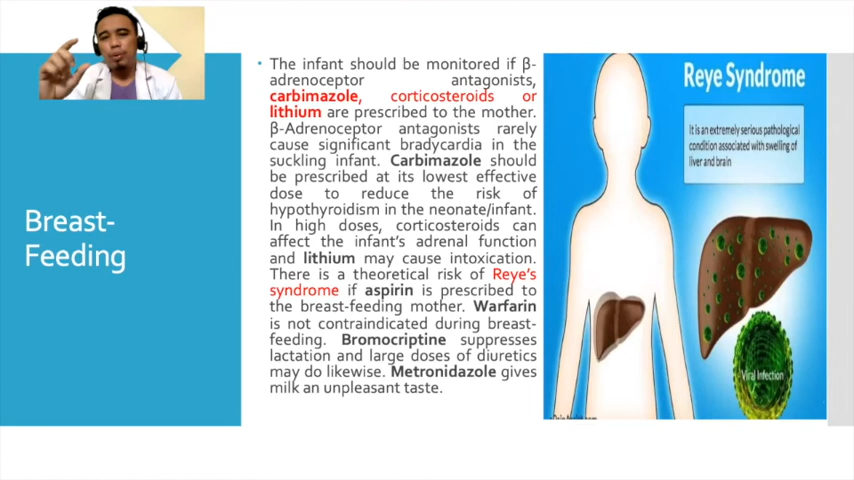 Breast-
Feeding
• The infant should be monitored if β-
adrenoceptor antagonists,
carbimazole, corticosteroids or
lithium are prescribed to the mother.
β-Adrenoceptor antagonists rarely
cause significant bradycardia in the
suckling infant. Carbimazole should
be prescribed at its lowest effective
dose to reduce the risk of
hypothyroidism in the neonate/infant.
In high doses, corticosteroids can
affect the infant's adrenal function
and lithium may cause intoxication.
There is a theoretical risk of Reye's
syndrome if aspirin is prescribed to
the breast-feeding mother. Warfarin
is not contraindicated during breast-
feeding. Bromocriptine suppresses
lactation and large doses of diuretics
may do likewise. Metronidazole gives
milk an unpleasant taste.
Reye Syndrome
It is an extremely serious pathological
condition associated with swelling of
liver and brain
Viral Infection